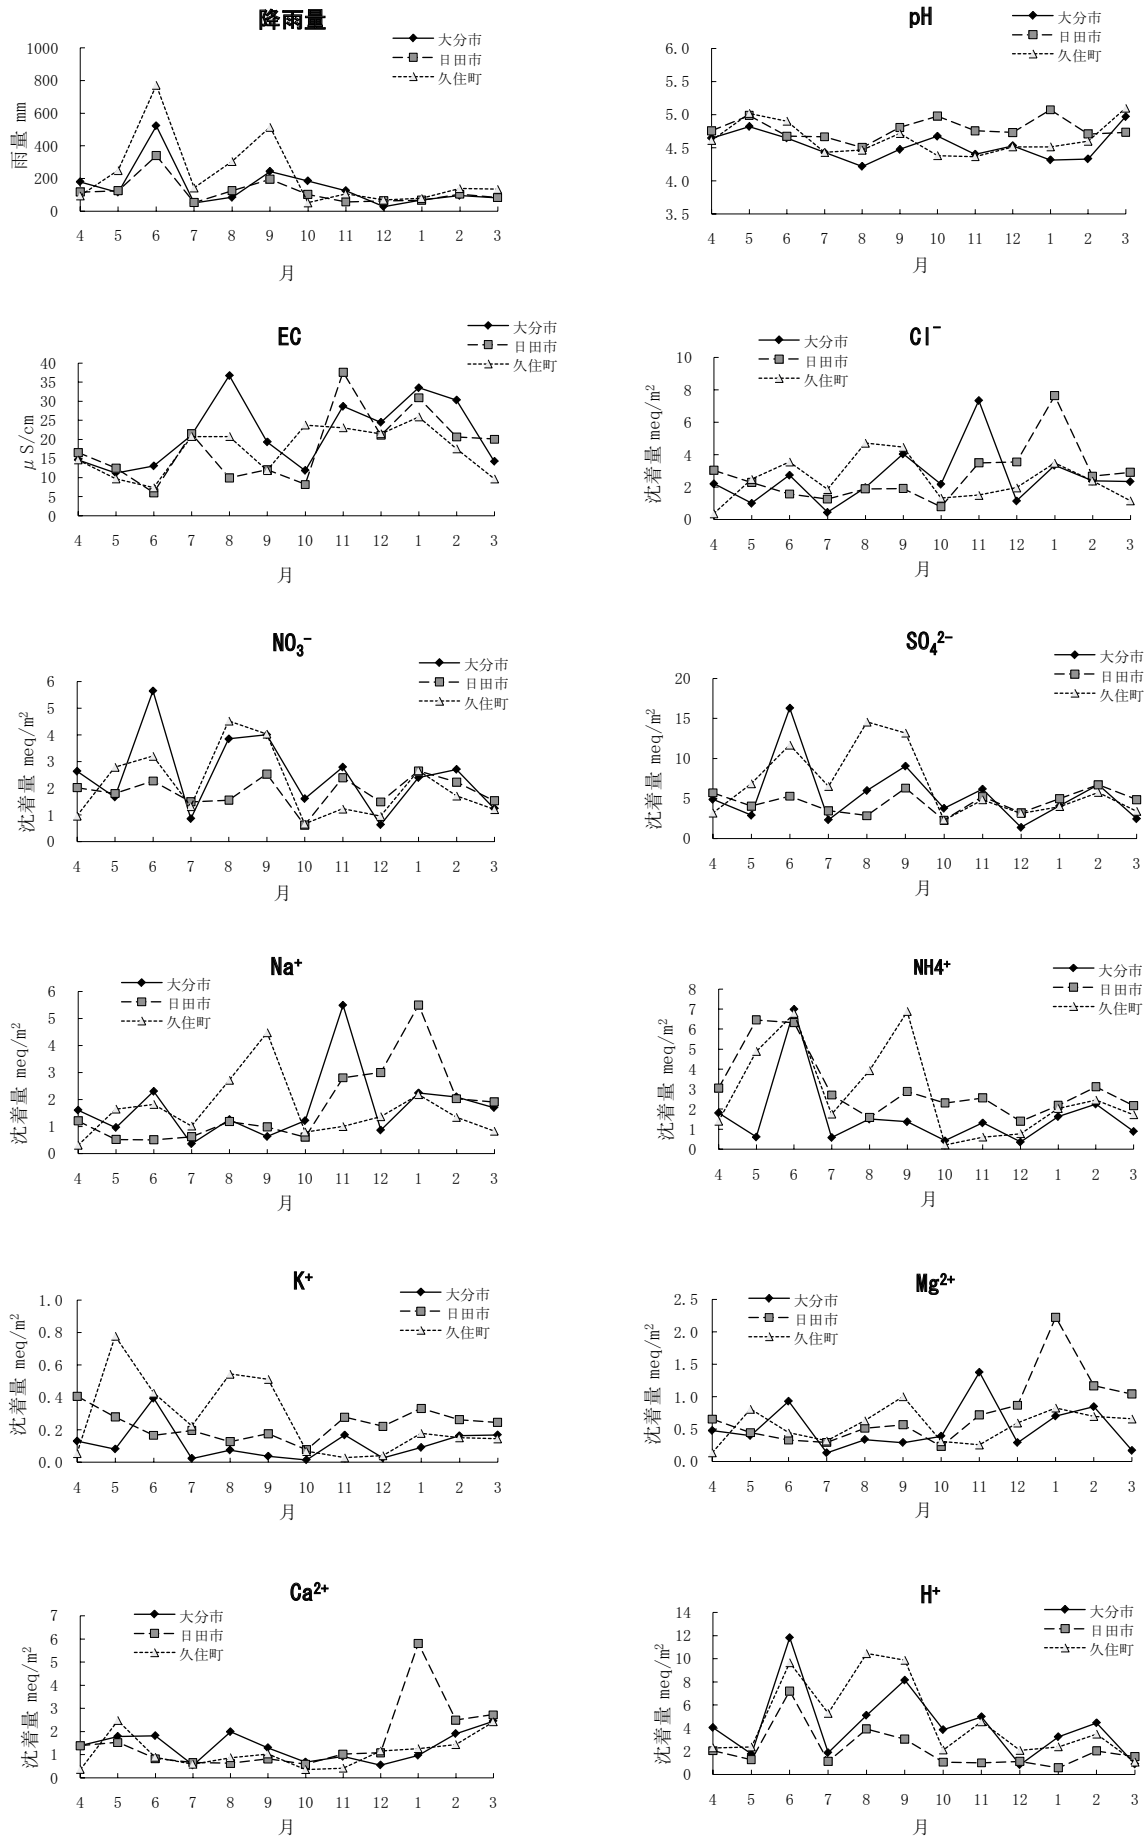 降雨量
大分市
日田市
久住町
雨量 mm
1000
800
600
400
200
0
4 5 6 7 8 9 10 11 12 1 2 3
月
pH
大分市
日田市
久住町
6.0
5.5
5.0
4.5
4.0
3.5
4 5 6 7 8 9 10 11 12 1 2 3
月
EC
大分市
日田市
久住町
μS/cm
40
35
30
25
20
15
10
5
0
4 5 6 7 8 9 10 11 12 1 2 3
月
Cl⁻
大分市
日田市
久住町
沈着量 meq/m²
10
8
6
4
2
0
4 5 6 7 8 9 10 11 12 1 2 3
月
NO₃⁻
大分市
日田市
久住町
沈着量 meq/m²
6
5
4
3
2
1
0
4 5 6 7 8 9 10 11 12 1 2 3
月
SO₄²⁻
大分市
日田市
久住町
沈着量 meq/m²
20
15
10
5
0
4 5 6 7 8 9 10 11 12 1 2 3
月
Na⁺
大分市
日田市
久住町
沈着量 meq/m²
6
5
4
3
2
1
0
4 5 6 7 8 9 10 11 12 1 2 3
月
NH4⁺
大分市
日田市
久住町
沈着量 meq/m²
8
7
6
5
4
3
2
1
0
4 5 6 7 8 9 10 11 12 1 2 3
月
K⁺
大分市
日田市
久住町
沈着量 meq/m²
1.0
0.8
0.6
0.4
0.2
0.0
4 5 6 7 8 9 10 11 12 1 2 3
月
Mg²⁺
大分市
日田市
久住町
沈着量 meq/m²
2.5
2.0
1.5
1.0
0.5
0.0
4 5 6 7 8 9 10 11 12 1 2 3
月
Ca²⁺
大分市
日田市
久住町
沈着量 meq/m²
7
6
5
4
3
2
1
0
4 5 6 7 8 9 10 11 12 1 2 3
月
H⁺
大分市
日田市
久住町
沈着量 meq/m²
14
12
10
8
6
4
2
0
4 5 6 7 8 9 10 11 12 1 2 3
月